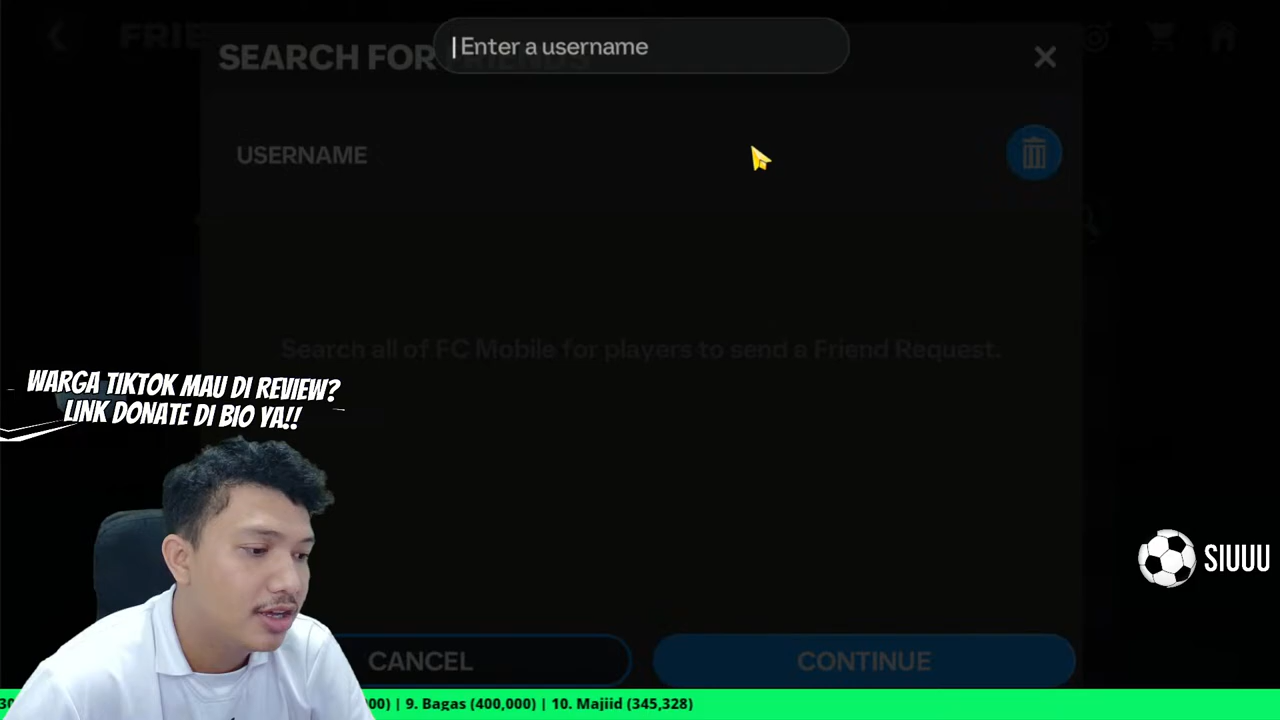 FRIE
SEARCH FOR FRIENDS
Enter a username
USERNAME
Search all of FC Mobile for players to send a Friend Request.
WARGA TIKTOK MAU DI REVIEW?
LINK DONATE DI BIO YA!!
SIUUU
CANCEL
CONTINUE
00) | 9. Bagas (400,000) | 10. Majiid (345,328)